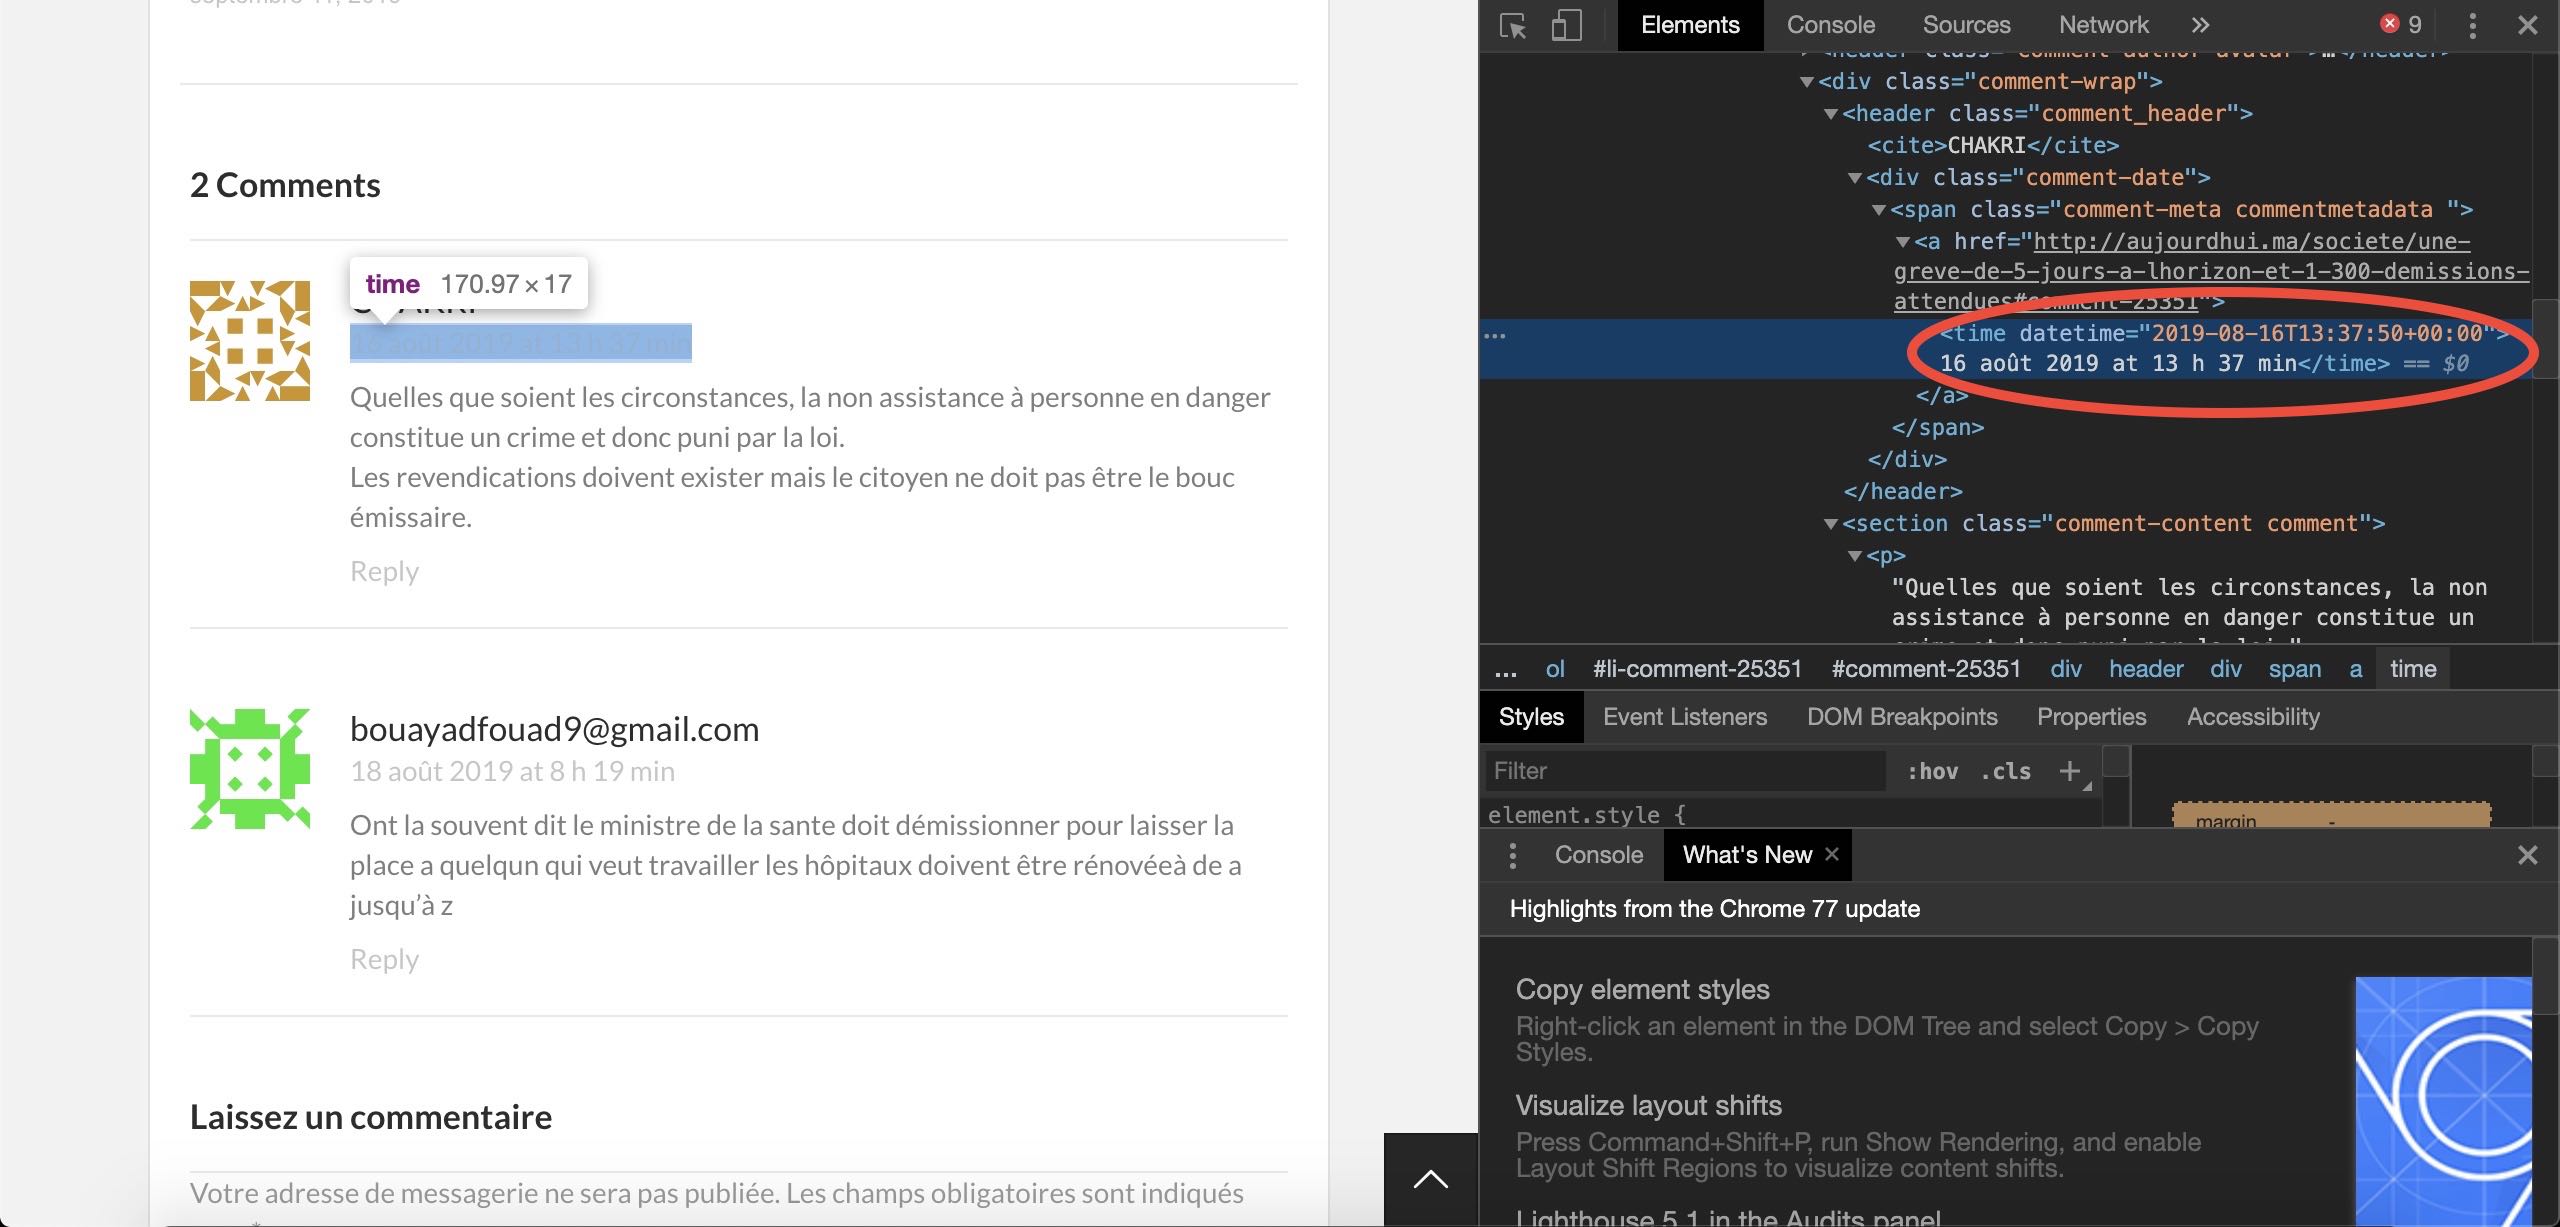 2 Comments
time 170.97 × 17
16 août 2019 at 13 h 37 min
Quelles que soient les circonstances, la non assistance à personne en danger
constitue un crime et donc puni par la loi.
Les revendications doivent exister mais le citoyen ne doit pas être le bouc
émissaire.
Reply
bouayadfouad9@gmail.com
18 août 2019 at 8 h 19 min
Ont la souvent dit le ministre de la sante doit démissionner pour laisser la
place a quelqun qui veut travailler les hôpitaux doivent être rénovéeà de a
jusqu’à z
Reply
Laissez un commentaire
Votre adresse de messagerie ne sera pas publiée. Les champs obligatoires sont indiqués
Elements Console Sources Network » 9
<div class="comment-wrap">
<header class="comment_header">
<cite>CHAKRI</cite>
<div class="comment-date">
<span class="comment-meta commentmetadata ">
<a href="http://aujourdhui.ma/societe/une-
greve-de-5-jours-a-lhorizon-et-1-300-demissions-
attendues#comment-25351">
<time datetime="2019-08-16T13:37:50+00:00">
16 août 2019 at 13 h 37 min</time> == $0
</a>
</span>
</div>
</header>
<section class="comment-content comment">
<p>
"Quelles que soient les circonstances, la non
assistance à personne en danger constitue un
... ol #li-comment-25351 #comment-25351 div header div span a time
Styles Event Listeners DOM Breakpoints Properties Accessibility
Filter :hov .cls +
element.style {
margin -
Console What's New ×
Highlights from the Chrome 77 update
Copy element styles
Right-click an element in the DOM Tree and select Copy > Copy
Styles.
Visualize layout shifts
Press Command+Shift+P, run Show Rendering, and enable
Layout Shift Regions to visualize content shifts.
Lighthouse 5.1 in the Audits panel